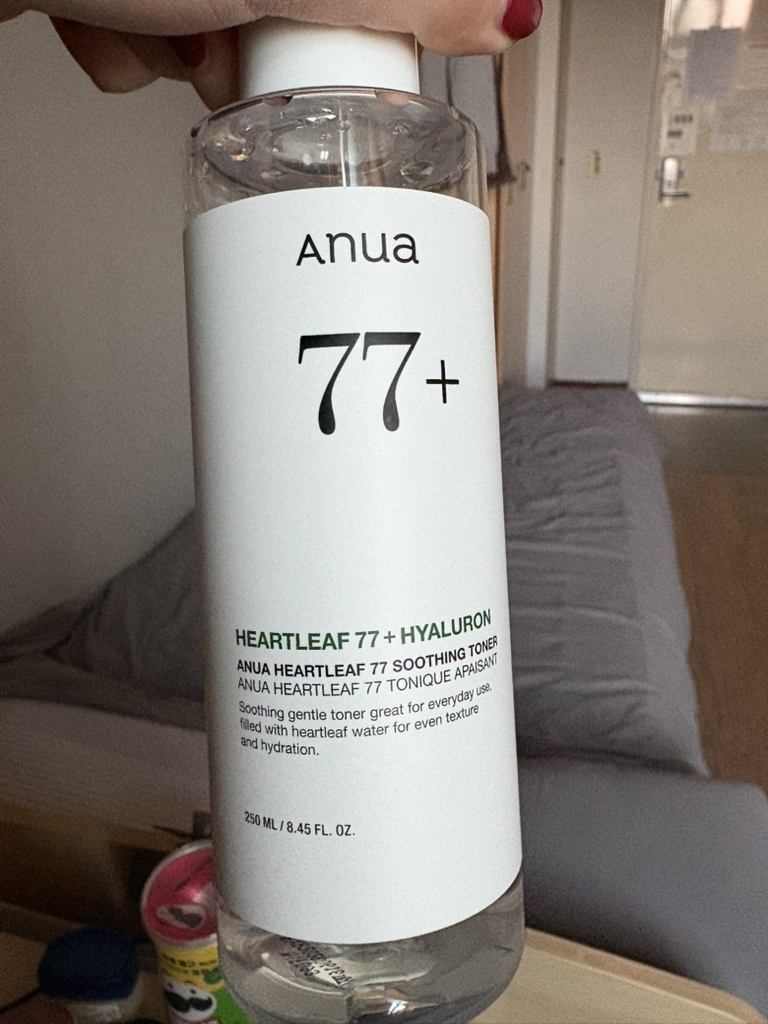 Anua
77+
HEARTLEAF 77 + HYALURON
ANUA HEARTLEAF 77 SOOTHING TONER
ANUA HEARTLEAF 77 TONIQUE APAISANT
Soothing gentle toner great for everyday use,
filled with heartleaf water for even texture
and hydration.
250 ML / 8.45 FL. OZ.